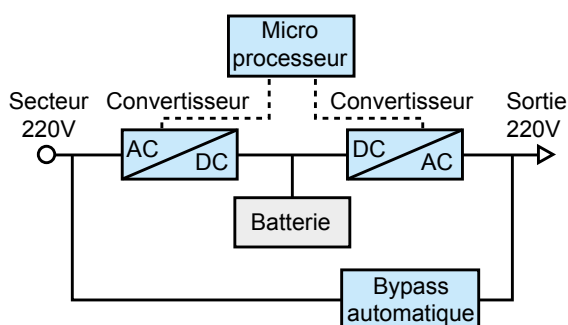 Micro
processeur
Secteur
220V
Convertisseur
Convertisseur
Sortie
220V
AC
DC
DC
AC
Batterie
Bypass
automatique